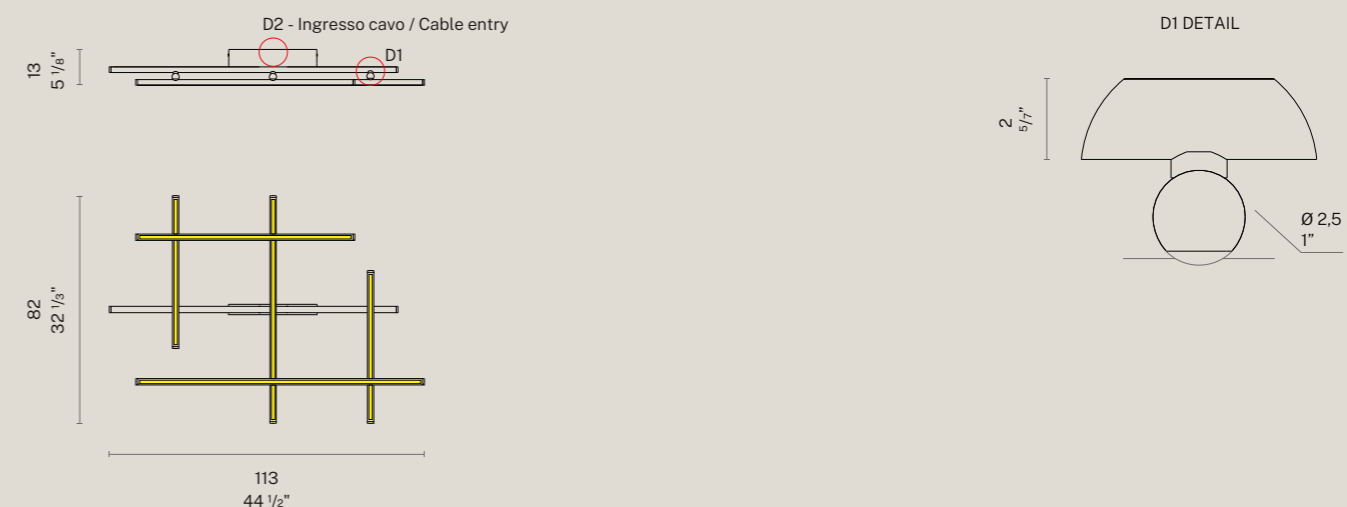 D2 - Ingresso cavo / Cable entry
D1
13
5 ¹/₈”
82
32 ¹/₃”
113
44 ¹/₂”
D1 DETAIL
2
⁵/₇”
Ø 2,5
1”